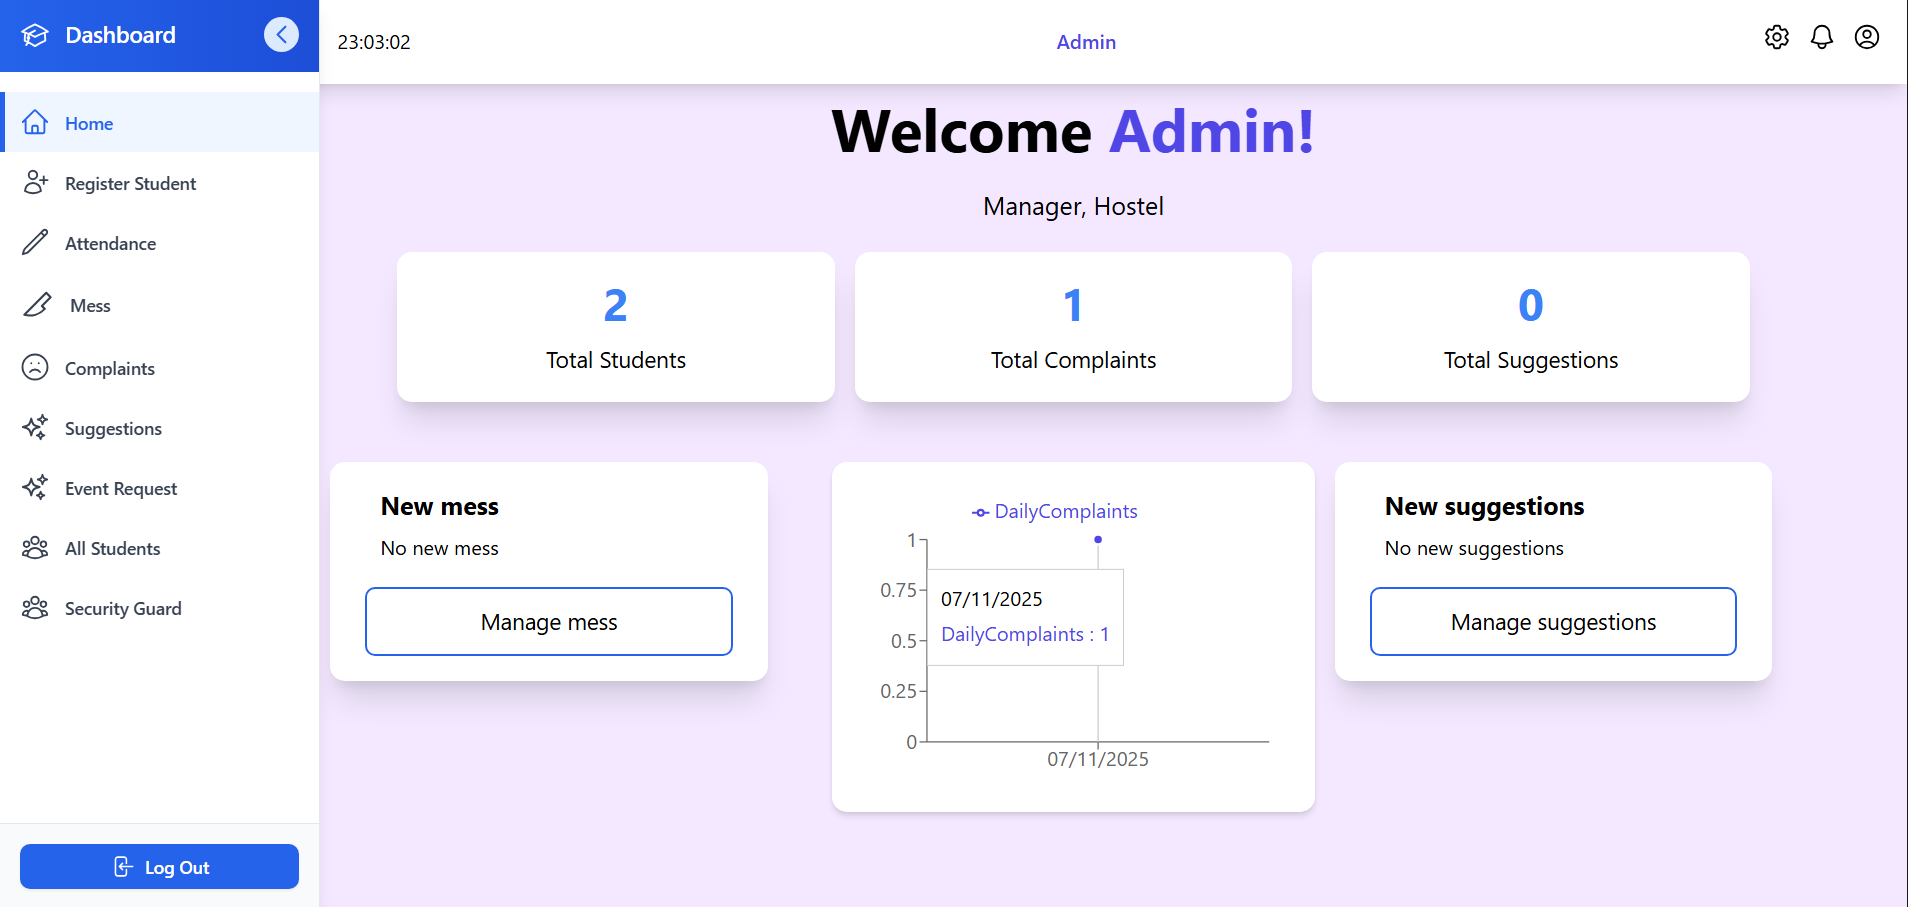 Dashboard
Home
Register Student
Attendance
Mess
Complaints
Suggestions
Event Request
All Students
Security Guard
Log Out
23:03:02
Admin
Welcome Admin!
Manager, Hostel
2
Total Students
1
Total Complaints
0
Total Suggestions
New mess
No new mess
Manage mess
DailyComplaints
1
0.75
0.5
0.25
0
07/11/2025
DailyComplaints : 1
07/11/2025
New suggestions
No new suggestions
Manage suggestions